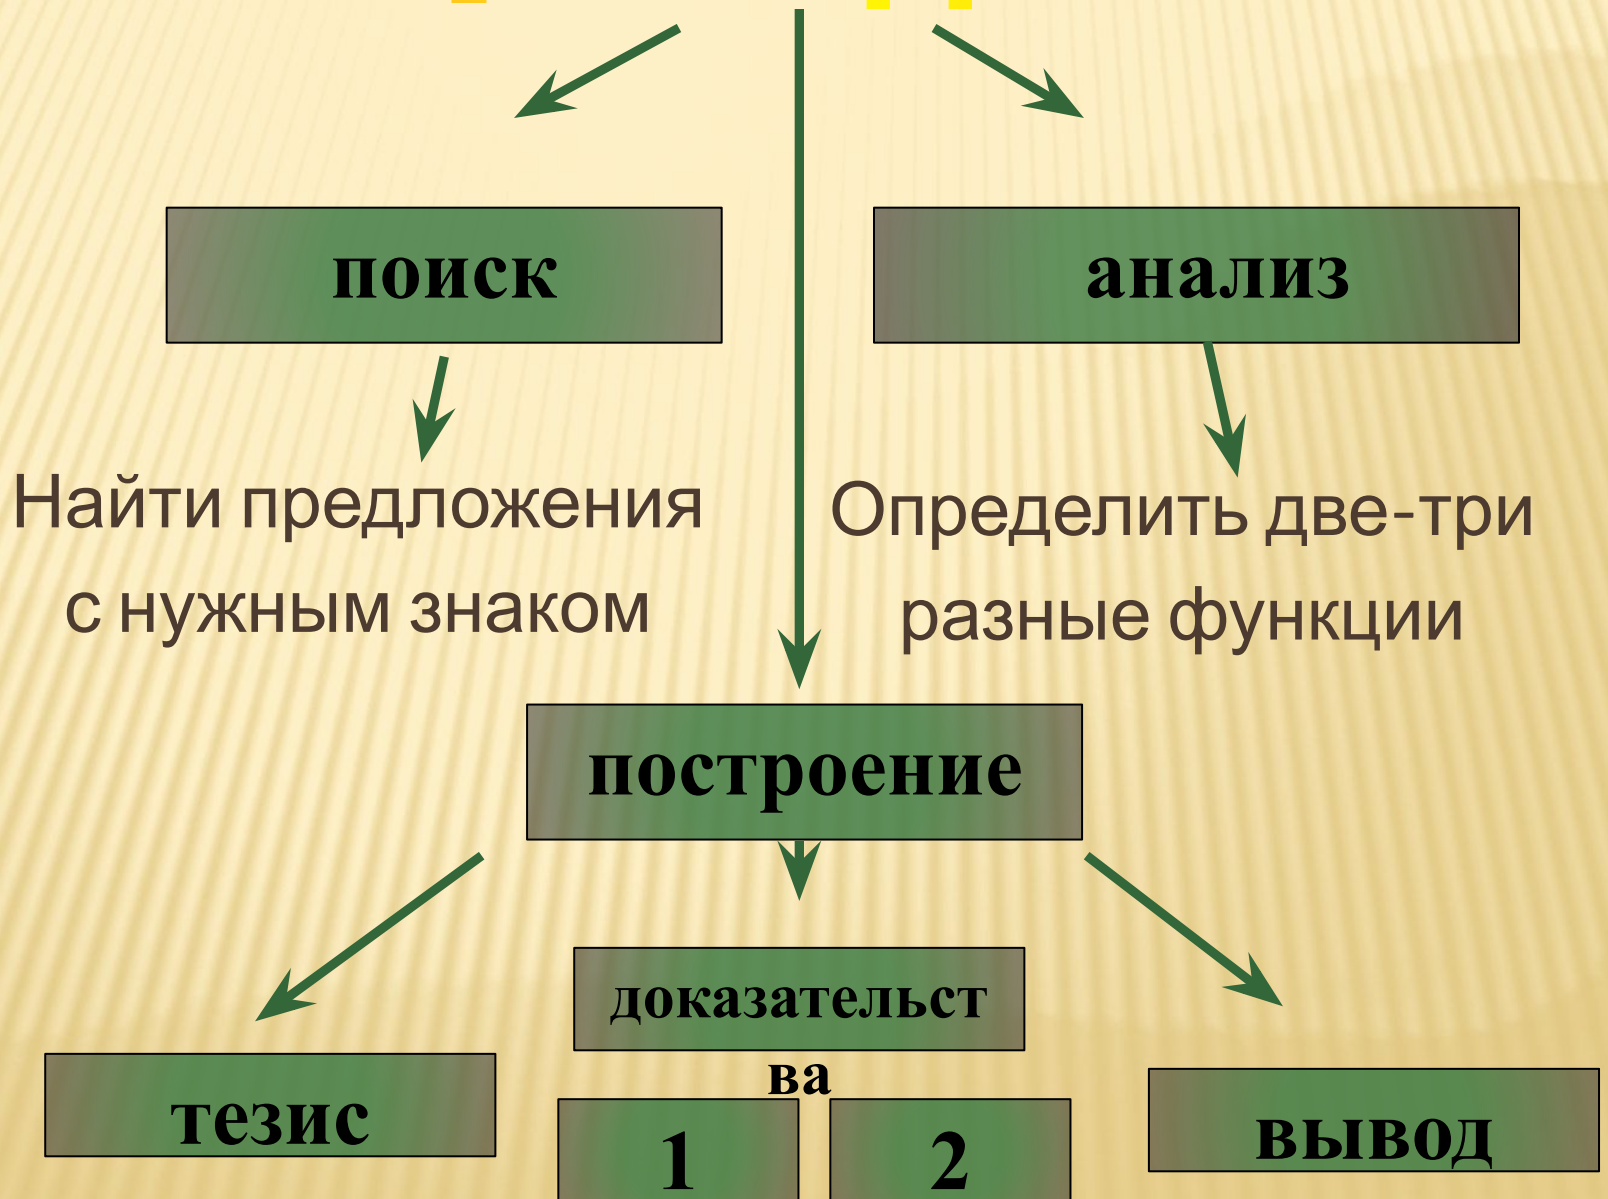 поиск
анализ
Найти предложения
с нужным знаком
Определить две-три
разные функции
построение
доказательст
ва
тезис
1
2
вывод